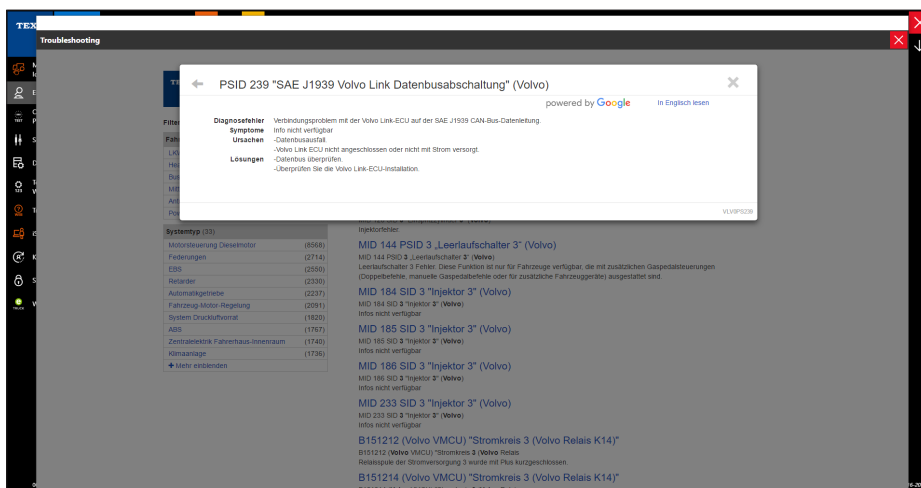 TEX
Troubleshooting
PSID 239 "SAE J1939 Volvo Link Datenbusabschaltung" (Volvo)
powered by Google
In Englisch lesen
Diagnosefehler Verbindungsproblem mit der Volvo Link-ECU auf der SAE J1939 CAN-Bus-Datenleitung.
Symptome Info nicht verfügbar
Ursachen -Datenbusausfall.
-Volvo Link ECU nicht angeschlossen oder nicht mit Strom versorgt.
Lösungen -Datenbus überprüfen.
-Überprüfen Sie die Volvo Link-ECU-Installation.
VLV0PS239
Injektorfehler.
Systemtyp (33)
Motorsteuerung Dieselmotor (8568)
Federungen (2714)
EBS (2550)
Retarder (2330)
Automatikgetriebe (2237)
Fahrzeug-Motor-Regelung (2091)
System Druckluftvorrat (1820)
ABS (1767)
Zentralelektrik Fahrerhaus-Innenraum (1740)
Klimaanlage (1736)
+ Mehr einblenden
MID 144 PSID 3 „Leerlaufschalter 3" (Volvo)
MID 144 PSID 3 „Leerlaufschalter 3" (Volvo)
Leerlaufschalter 3 Fehler. Diese Funktion ist nur für Fahrzeuge verfügbar, die mit zusätzlichen Gaspedalsteuerungen
(Doppelbefehle, manuelle Gaspedalbefehle oder für zusätzliche Fahrzeuggeräte) ausgestattet sind.
MID 184 SID 3 "Injektor 3" (Volvo)
MID 184 SID 3 "Injektor 3" (Volvo)
Infos nicht verfügbar
MID 185 SID 3 "Injektor 3" (Volvo)
MID 185 SID 3 "Injektor 3" (Volvo)
Infos nicht verfügbar
MID 186 SID 3 "Injektor 3" (Volvo)
MID 186 SID 3 "Injektor 3" (Volvo)
Infos nicht verfügbar
MID 233 SID 3 "Injektor 3" (Volvo)
MID 233 SID 3 "Injektor 3" (Volvo)
Infos nicht verfügbar
B151212 (Volvo VMCU) "Stromkreis 3 (Volvo Relais K14)"
B151212 (Volvo VMCU) "Stromkreis 3 (Volvo Relais
Relaisspule der Stromversorgung 3 wurde mit Plus kurzgeschlossen.
B151214 (Volvo VMCU) "Stromkreis 3 (Volvo Relais K14)"